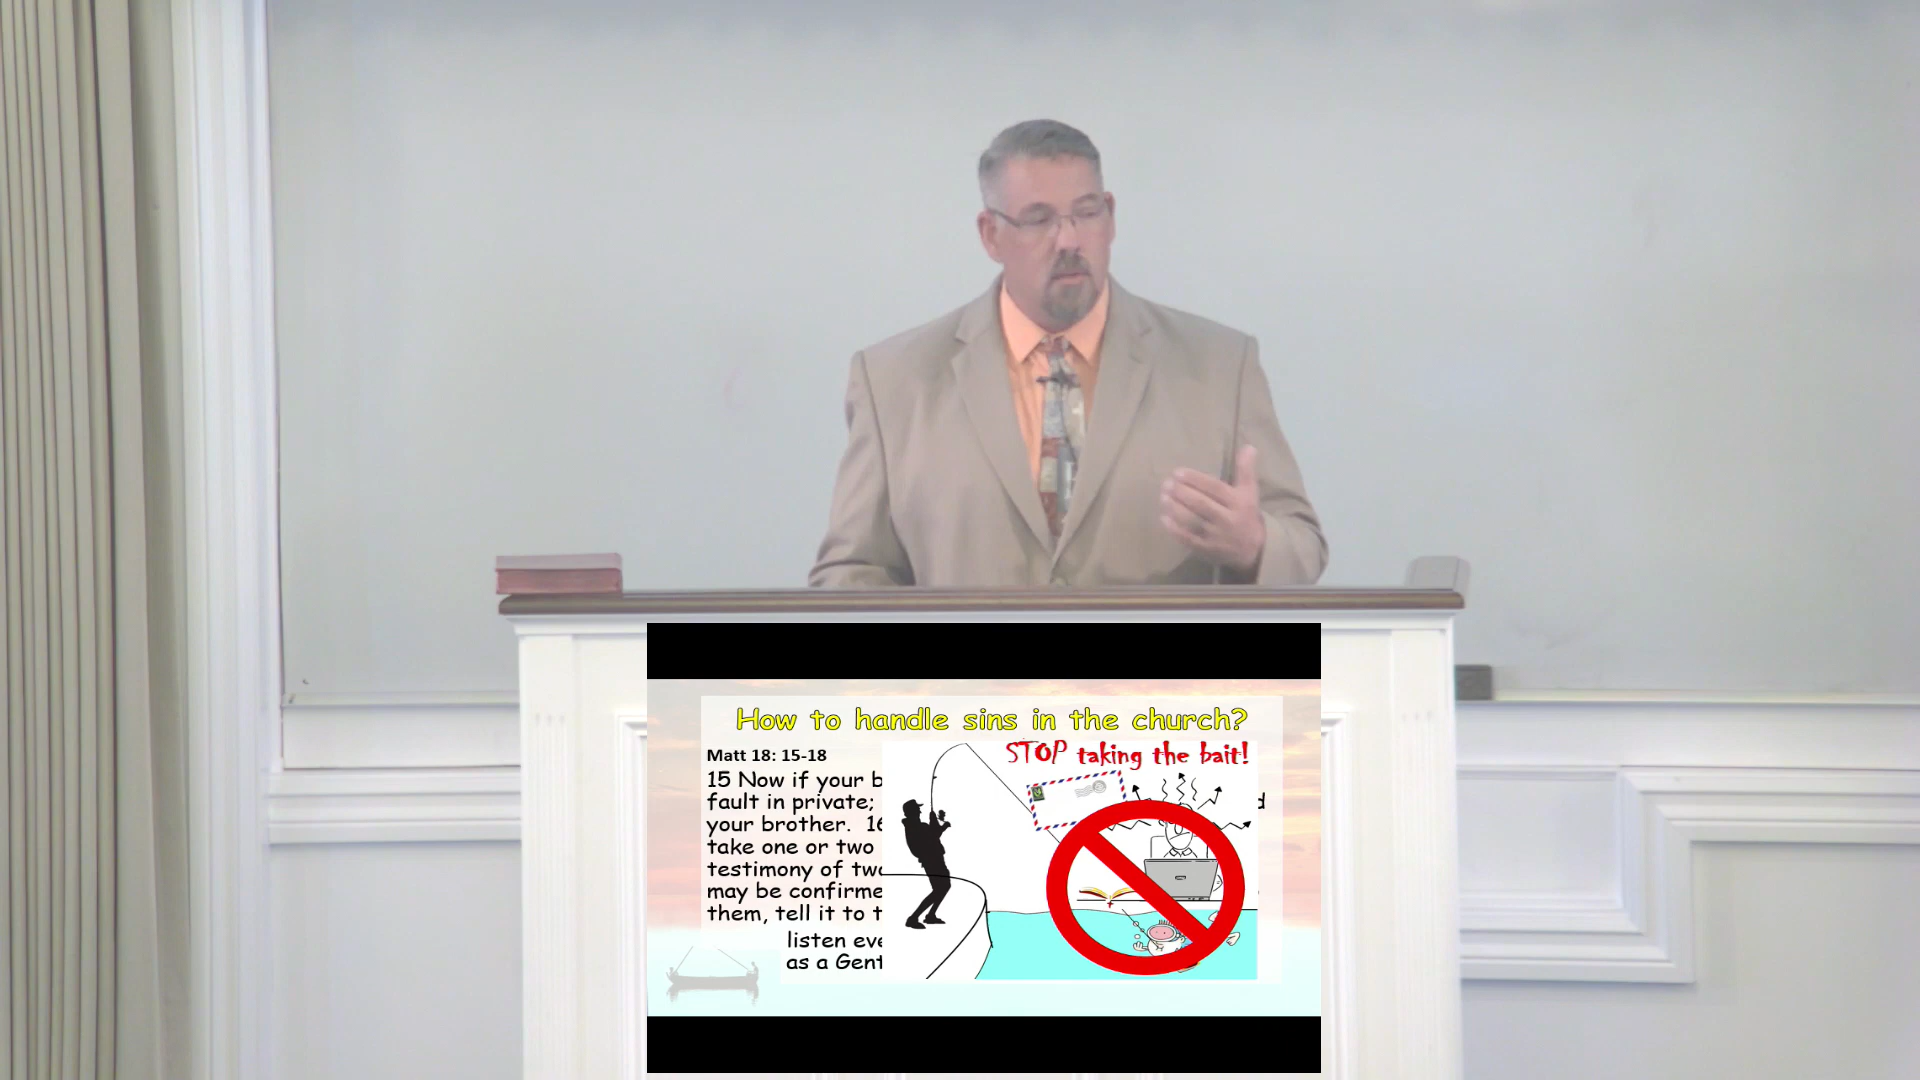 How to handle sins in the church?
STOP taking the bait!
Matt 18: 15-18
15 Now if your b
fault in private;
your brother. 16
take one or two
testimony of two
may be confirme
them, tell it to t
listen eve
as a Gent